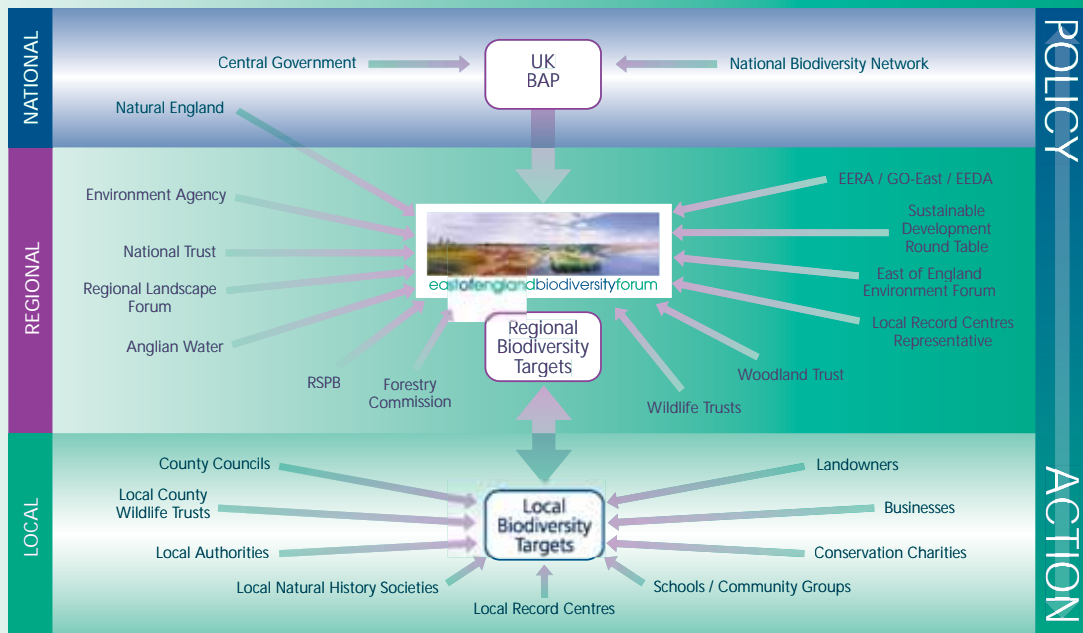 NATIONAL
Central Government
UK
BAP
National Biodiversity Network
Natural England
POLICY
REGIONAL
Environment Agency
National Trust
Regional Landscape
Forum
Anglian Water
RSPB
Forestry
Commission
eastofenglandbiodiversityforum
Regional
Biodiversity
Targets
EERA / GO-East / EEDA
Sustainable
Development
Round Table
East of England
Environment Forum
Local Record Centres
Representative
Woodland Trust
Wildlife Trusts
LOCAL
County Councils
Local County
Wildlife Trusts
Local Authorities
Local Natural History Societies
Local Record Centres
Local
Biodiversity
Targets
Landowners
Businesses
Conservation Charities
Schools / Community Groups
ACTION